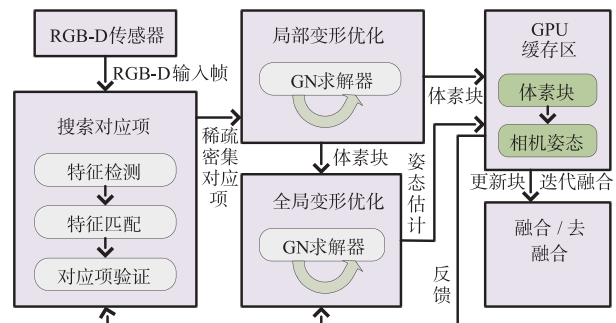 RGB-D传感器
RGB-D输入帧
搜索对应项
特征检测
特征匹配
对应项验证
稀疏
密集
对应
项
局部变形优化
GN求解器
体素块
全局变形优化
GN求解器
体素块
姿
态
估
计
反
馈
GPU
缓存区
体素块
相机姿态
更新块
迭代融合
融合 / 去
融合